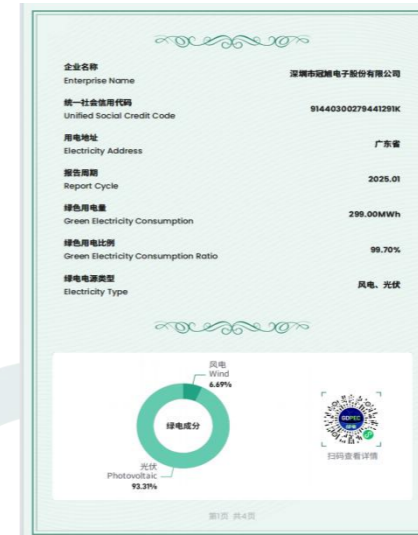 企业名称
Enterprise Name
深圳市冠旭电子股份有限公司
统一社会信用代码
Unified Social Credit Code
91440300279441291K
用电地址
Electricity Address
广东省
报告周期
Report Cycle
2025.01
绿色用电量
Green Electricity Consumption
299.00MWh
绿色用电比例
Green Electricity Consumption Ratio
99.70%
绿电电源类型
Electricity Type
风电、光伏
风电
Wind
6.69%
绿电成分
光伏
Photovoltaic
93.31%
GDPEC
扫码查看详情
第1页 共4页